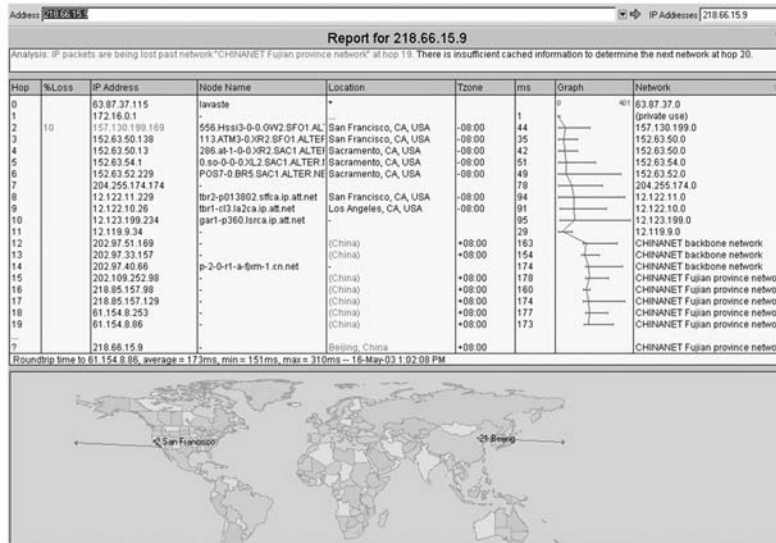 Address 218.66.15.9 IP Addresses 218.66.15.9
Report for 218.66.15.9
Analysis: IP packets are being lost past network "CHINANET Fujian province network" at hop 19. There is insufficient cached information to determine the next network at hop 20.
Hop %Loss IP Address Node Name Location Tzone ms Graph Network
0 63.87.37.115 lavaste * 0 401 63.87.37.0
1 172.16.0.1 - ... 1 (private use)
2 10 157.130.199.169 556.Hssi3-0-0.GW2.SFO1.AL San Francisco, CA, USA -08:00 44 157.130.199.0
3 152.63.50.138 113.ATM3-0.XR2.SFO1.ALTEF San Francisco, CA, USA -08:00 35 152.63.50.0
4 152.63.50.13 286.at-1-0-0.XR2.SAC1.ALTE Sacramento, CA, USA -08:00 42 152.63.50.0
5 152.63.54.1 0.so-0-0-0.XL2.SAC1.ALTER. Sacramento, CA, USA -08:00 51 152.63.54.0
6 152.63.52.229 POS7-0.BR5.SAC1.ALTER.NE Sacramento, CA, USA -08:00 49 152.63.52.0
7 204.255.174.174 - 78 204.255.174.0
8 12.122.11.229 tbr2-p013802.sffca.ip.att.net San Francisco, CA, USA -08:00 94 12.122.11.0
9 12.122.10.26 tbr1-cl3.la2ca.ip.att.net Los Angeles, CA, USA -08:00 91 12.122.10.0
10 12.123.199.234 gar1-p360.lsrca.ip.att.net - 95 12.123.199.0
11 12.119.9.34 - 29 12.119.9.0
12 202.97.51.169 - (China) +08:00 163 CHINANET backbone network
13 202.97.33.157 - (China) +08:00 154 CHINANET backbone network
14 202.97.40.66 p-2-0-r1-a-fjxm-1.cn.net - 174 CHINANET backbone network
15 202.109.252.98 - (China) +08:00 178 CHINANET Fujian province netwo
16 218.85.157.98 - (China) +08:00 160 CHINANET Fujian province netwo
17 218.85.157.129 - (China) +08:00 174 CHINANET Fujian province netwo
18 61.154.8.253 - (China) +08:00 177 CHINANET Fujian province netwo
19 61.154.8.86 - (China) +08:00 173 CHINANET Fujian province netwo
...
? 218.66.15.9 - Beijing, China +08:00 CHINANET Fujian province netwo
Roundtrip time to 61.154.8.86, average = 173ms, min = 151ms, max = 310ms -- 16-May-03 1:02:08 PM
2 San Francisco
21 Beijing